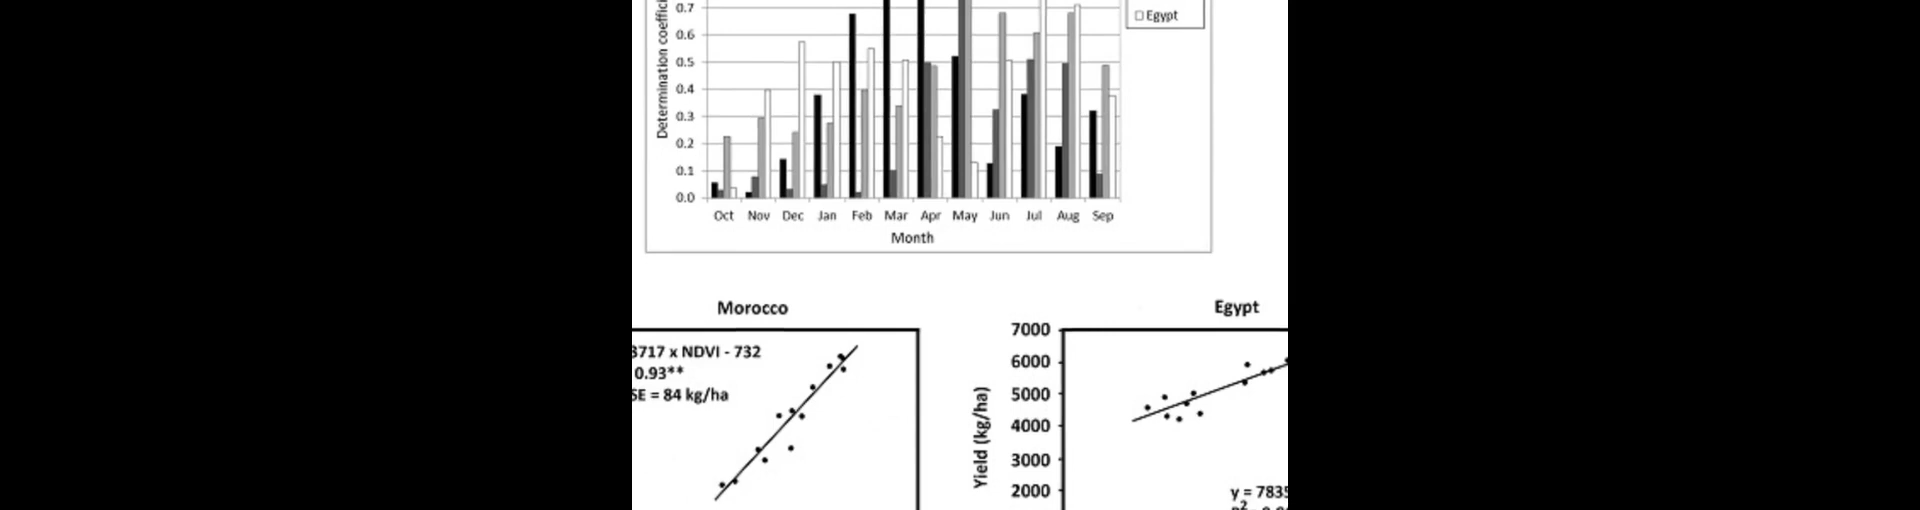 Determination coeffici
0.7
0.6
0.5
0.4
0.3
0.2
0.1
0.0
Egypt
Oct Nov Dec Jan Feb Mar Apr May Jun Jul Aug Sep
Month
Morocco
3717 x NDVI - 732
0.93**
SE = 84 kg/ha
Egypt
Yield (kg/ha)
7000
6000
5000
4000
3000
2000
y = 7835